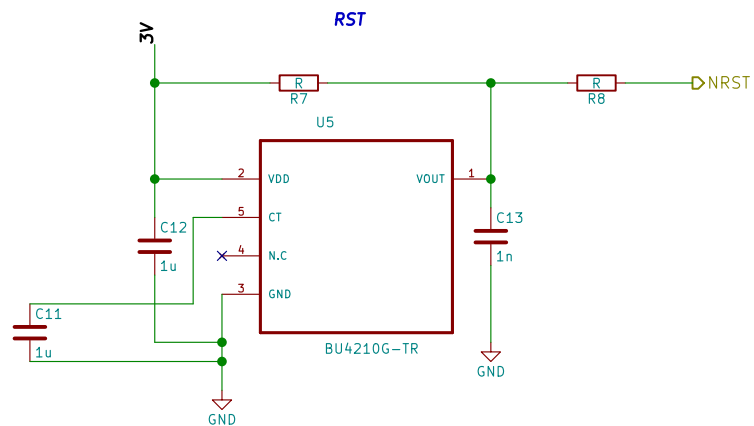 RST
3V
R
R7
R
R8
NRST
U5
2
VDD
VOUT
1
5
CT
C12
1u
C13
1n
4
N.C
3
GND
C11
1u
BU4210G-TR
GND
GND